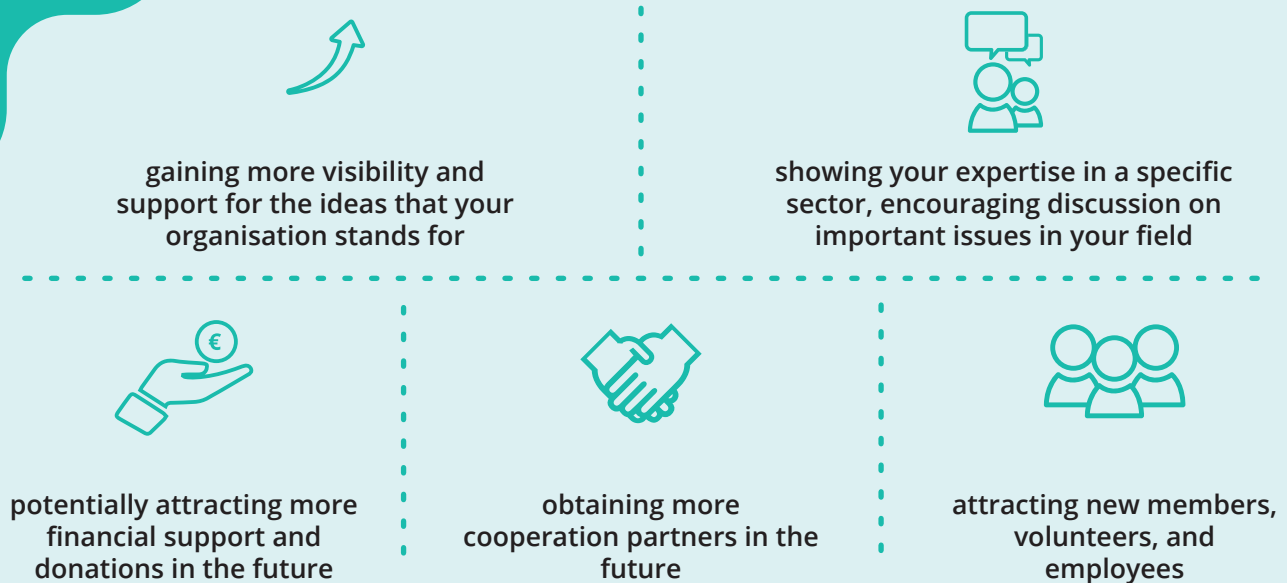 gaining more visibility and
support for the ideas that your
organisation stands for
showing your expertise in a specific
sector, encouraging discussion on
important issues in your field
€
potentially attracting more
financial support and
donations in the future
obtaining more
cooperation partners in the
future
attracting new members,
volunteers, and
employees